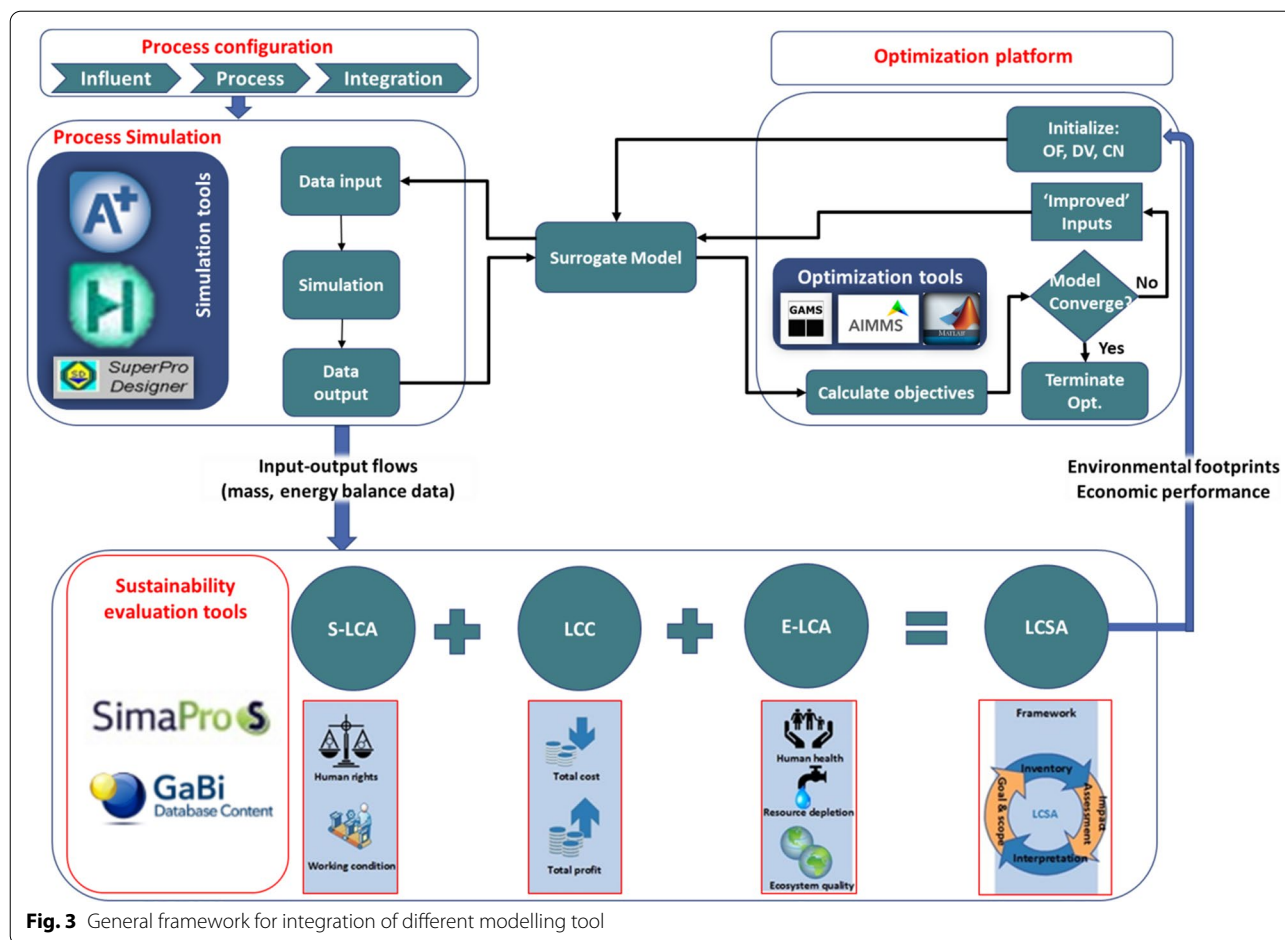 Process configuration
Influent
Process
Integration
Process Simulation
A+
H
SD
SuperPro
Designer
Simulation tools
Data input
Simulation
Data
output
Surrogate Model
Optimization platform
Initialize:
OF, DV, CN
'Improved'
Inputs
Optimization tools
GAMS
AIMMS
MATLAB
Model
Converge?
No
Yes
Calculate objectives
Terminate
Opt.
Input-output flows
(mass, energy balance data)
Environmental footprints
Economic performance
Sustainability
evaluation tools
SimaPro S
GaBi
Database Content
S-LCA
+
LCC
+
E-LCA
=
LCSA
Human rights
Working condition
Total cost
Total profit
Human health
Resource depletion
Ecosystem quality
Framework
Inventory
Impact
Assessment
Goal & scope
LCSA
Interpretation
Fig. 3 General framework for integration of different modelling tool